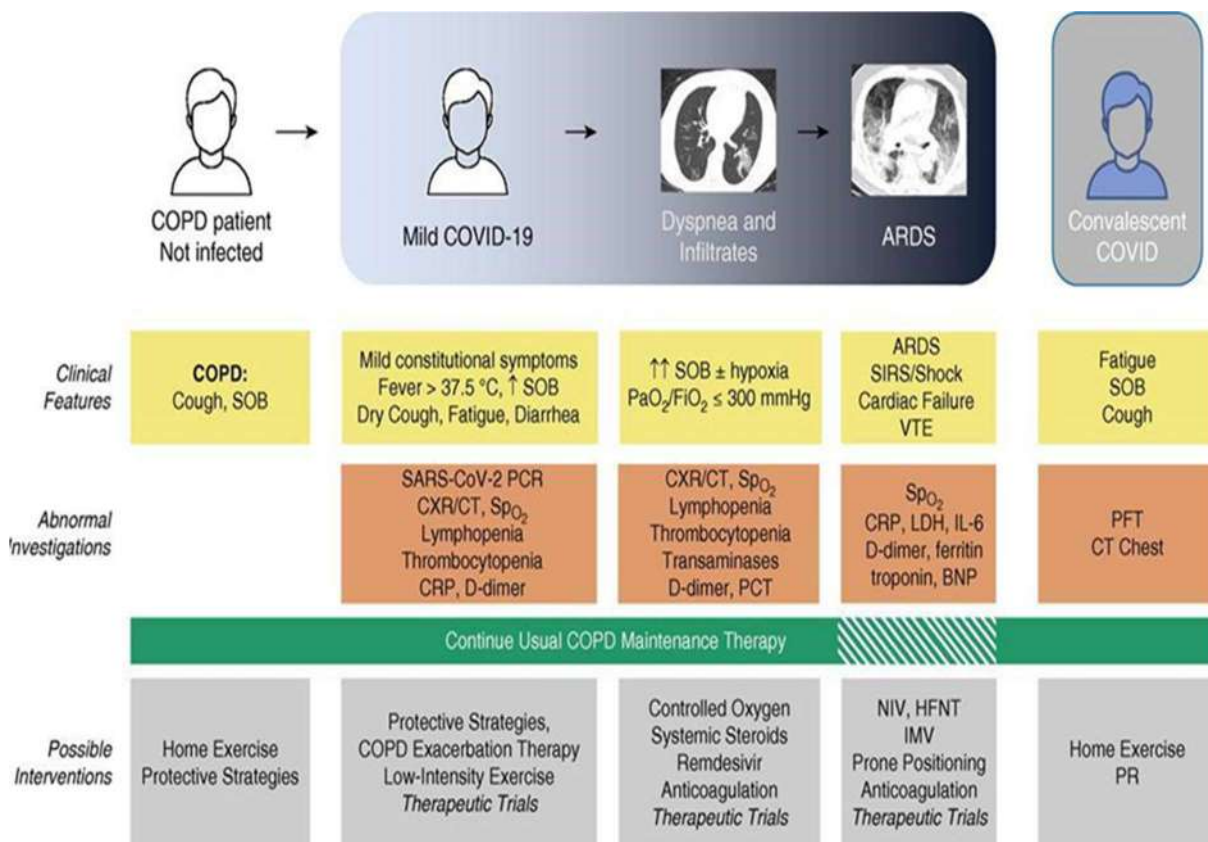 COPD patient
Not infected
Mild COVID-19
Dyspnea and
Infiltrates
ARDS
Convalescent
COVID
Clinical
Features
COPD:
Cough, SOB
Mild constitutional symptoms
Fever > 37.5 °C, ↑ SOB
Dry Cough, Fatigue, Diarrhea
↑↑ SOB ± hypoxia
PaO2/FiO2 ≤ 300 mmHg
ARDS
SIRS/Shock
Cardiac Failure
VTE
Fatigue
SOB
Cough
Abnormal
Investigations
SARS-CoV-2 PCR
CXR/CT, SpO2
Lymphopenia
Thrombocytopenia
CRP, D-dimer
CXR/CT, SpO2
Lymphopenia
Thrombocytopenia
Transaminases
D-dimer, PCT
SpO2
CRP, LDH, IL-6
D-dimer, ferritin
troponin, BNP
PFT
CT Chest
Continue Usual COPD Maintenance Therapy
Possible
Interventions
Home Exercise
Protective Strategies
Protective Strategies,
COPD Exacerbation Therapy
Low-Intensity Exercise
Therapeutic Trials
Controlled Oxygen
Systemic Steroids
Remdesivir
Anticoagulation
Therapeutic Trials
NIV, HFNT
IMV
Prone Positioning
Anticoagulation
Therapeutic Trials
Home Exercise
PR